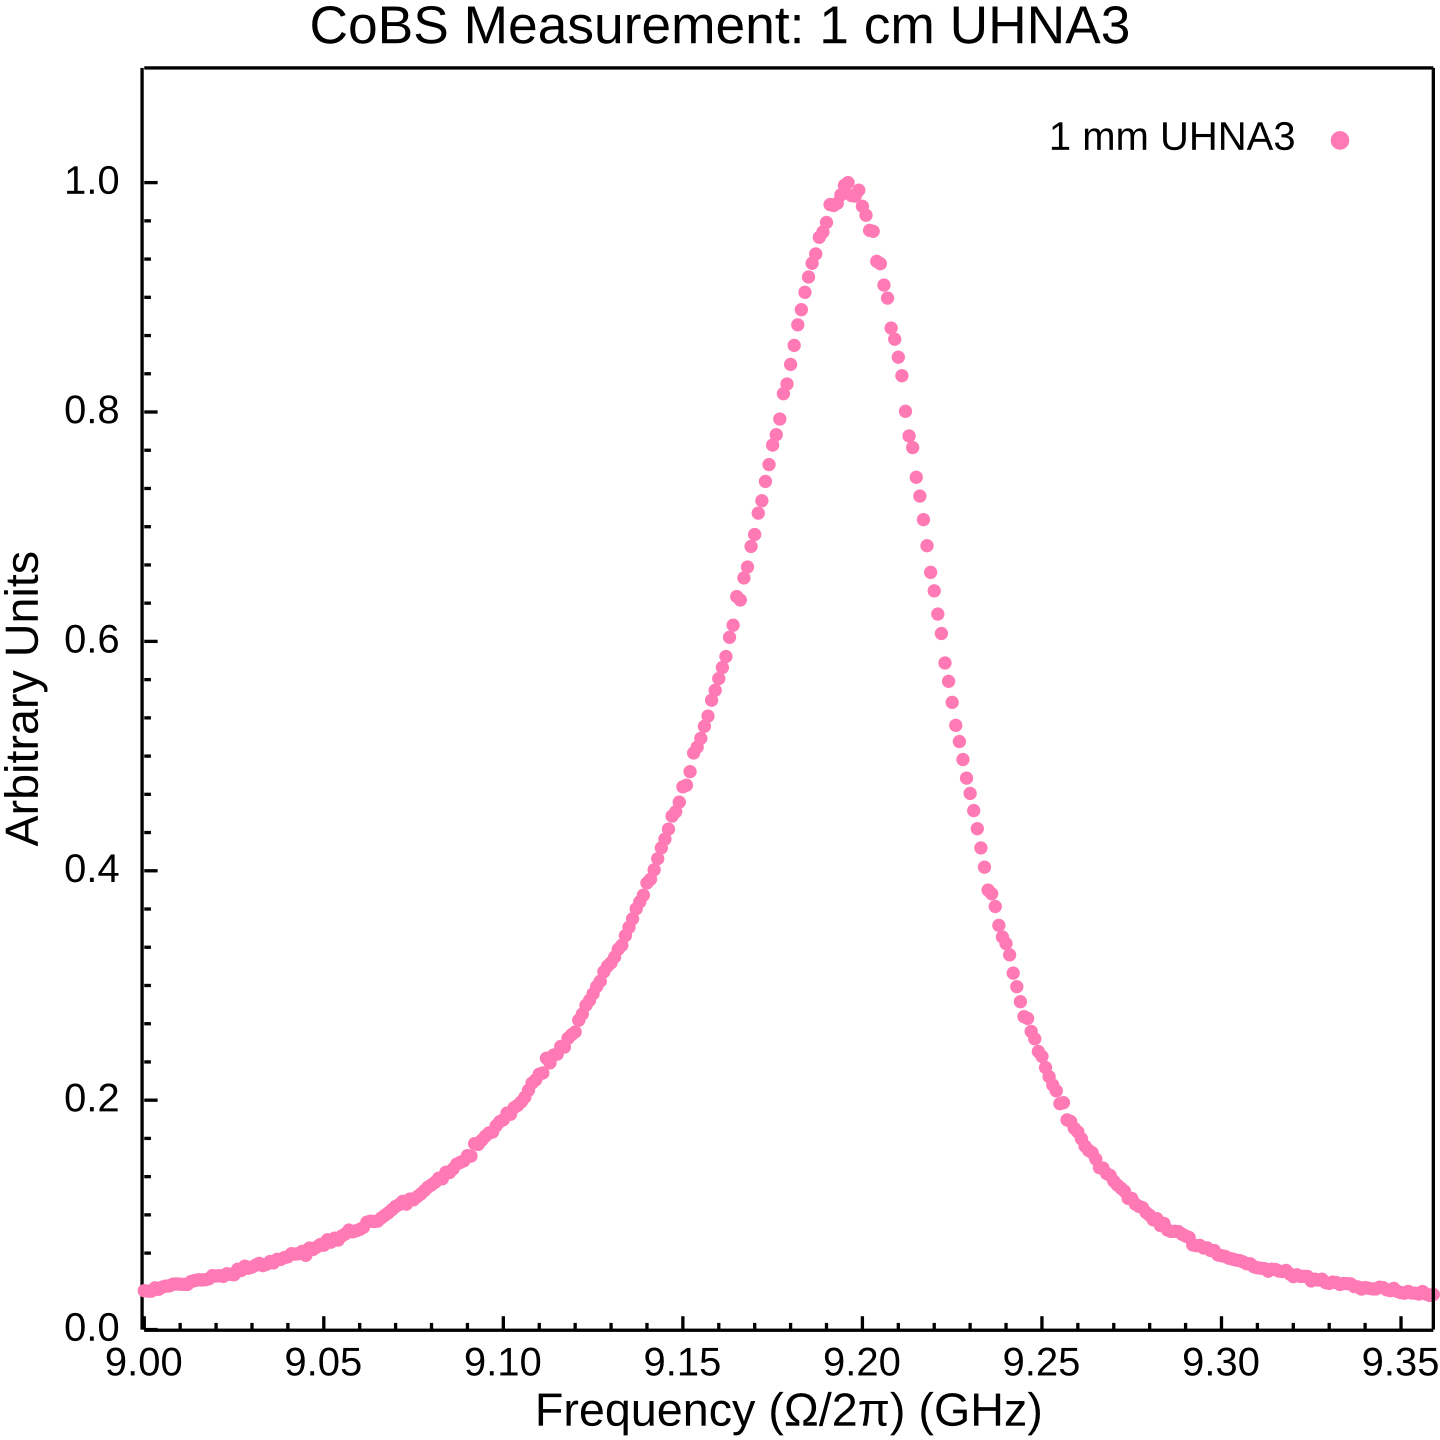 CoBS Measurement: 1 cm UHNA3
1 mm UHNA3
1.0
0.8
0.6
0.4
0.2
0.0
Arbitrary Units
9.00 9.05 9.10 9.15 9.20 9.25 9.30 9.35
Frequency (Ω/2π) (GHz)